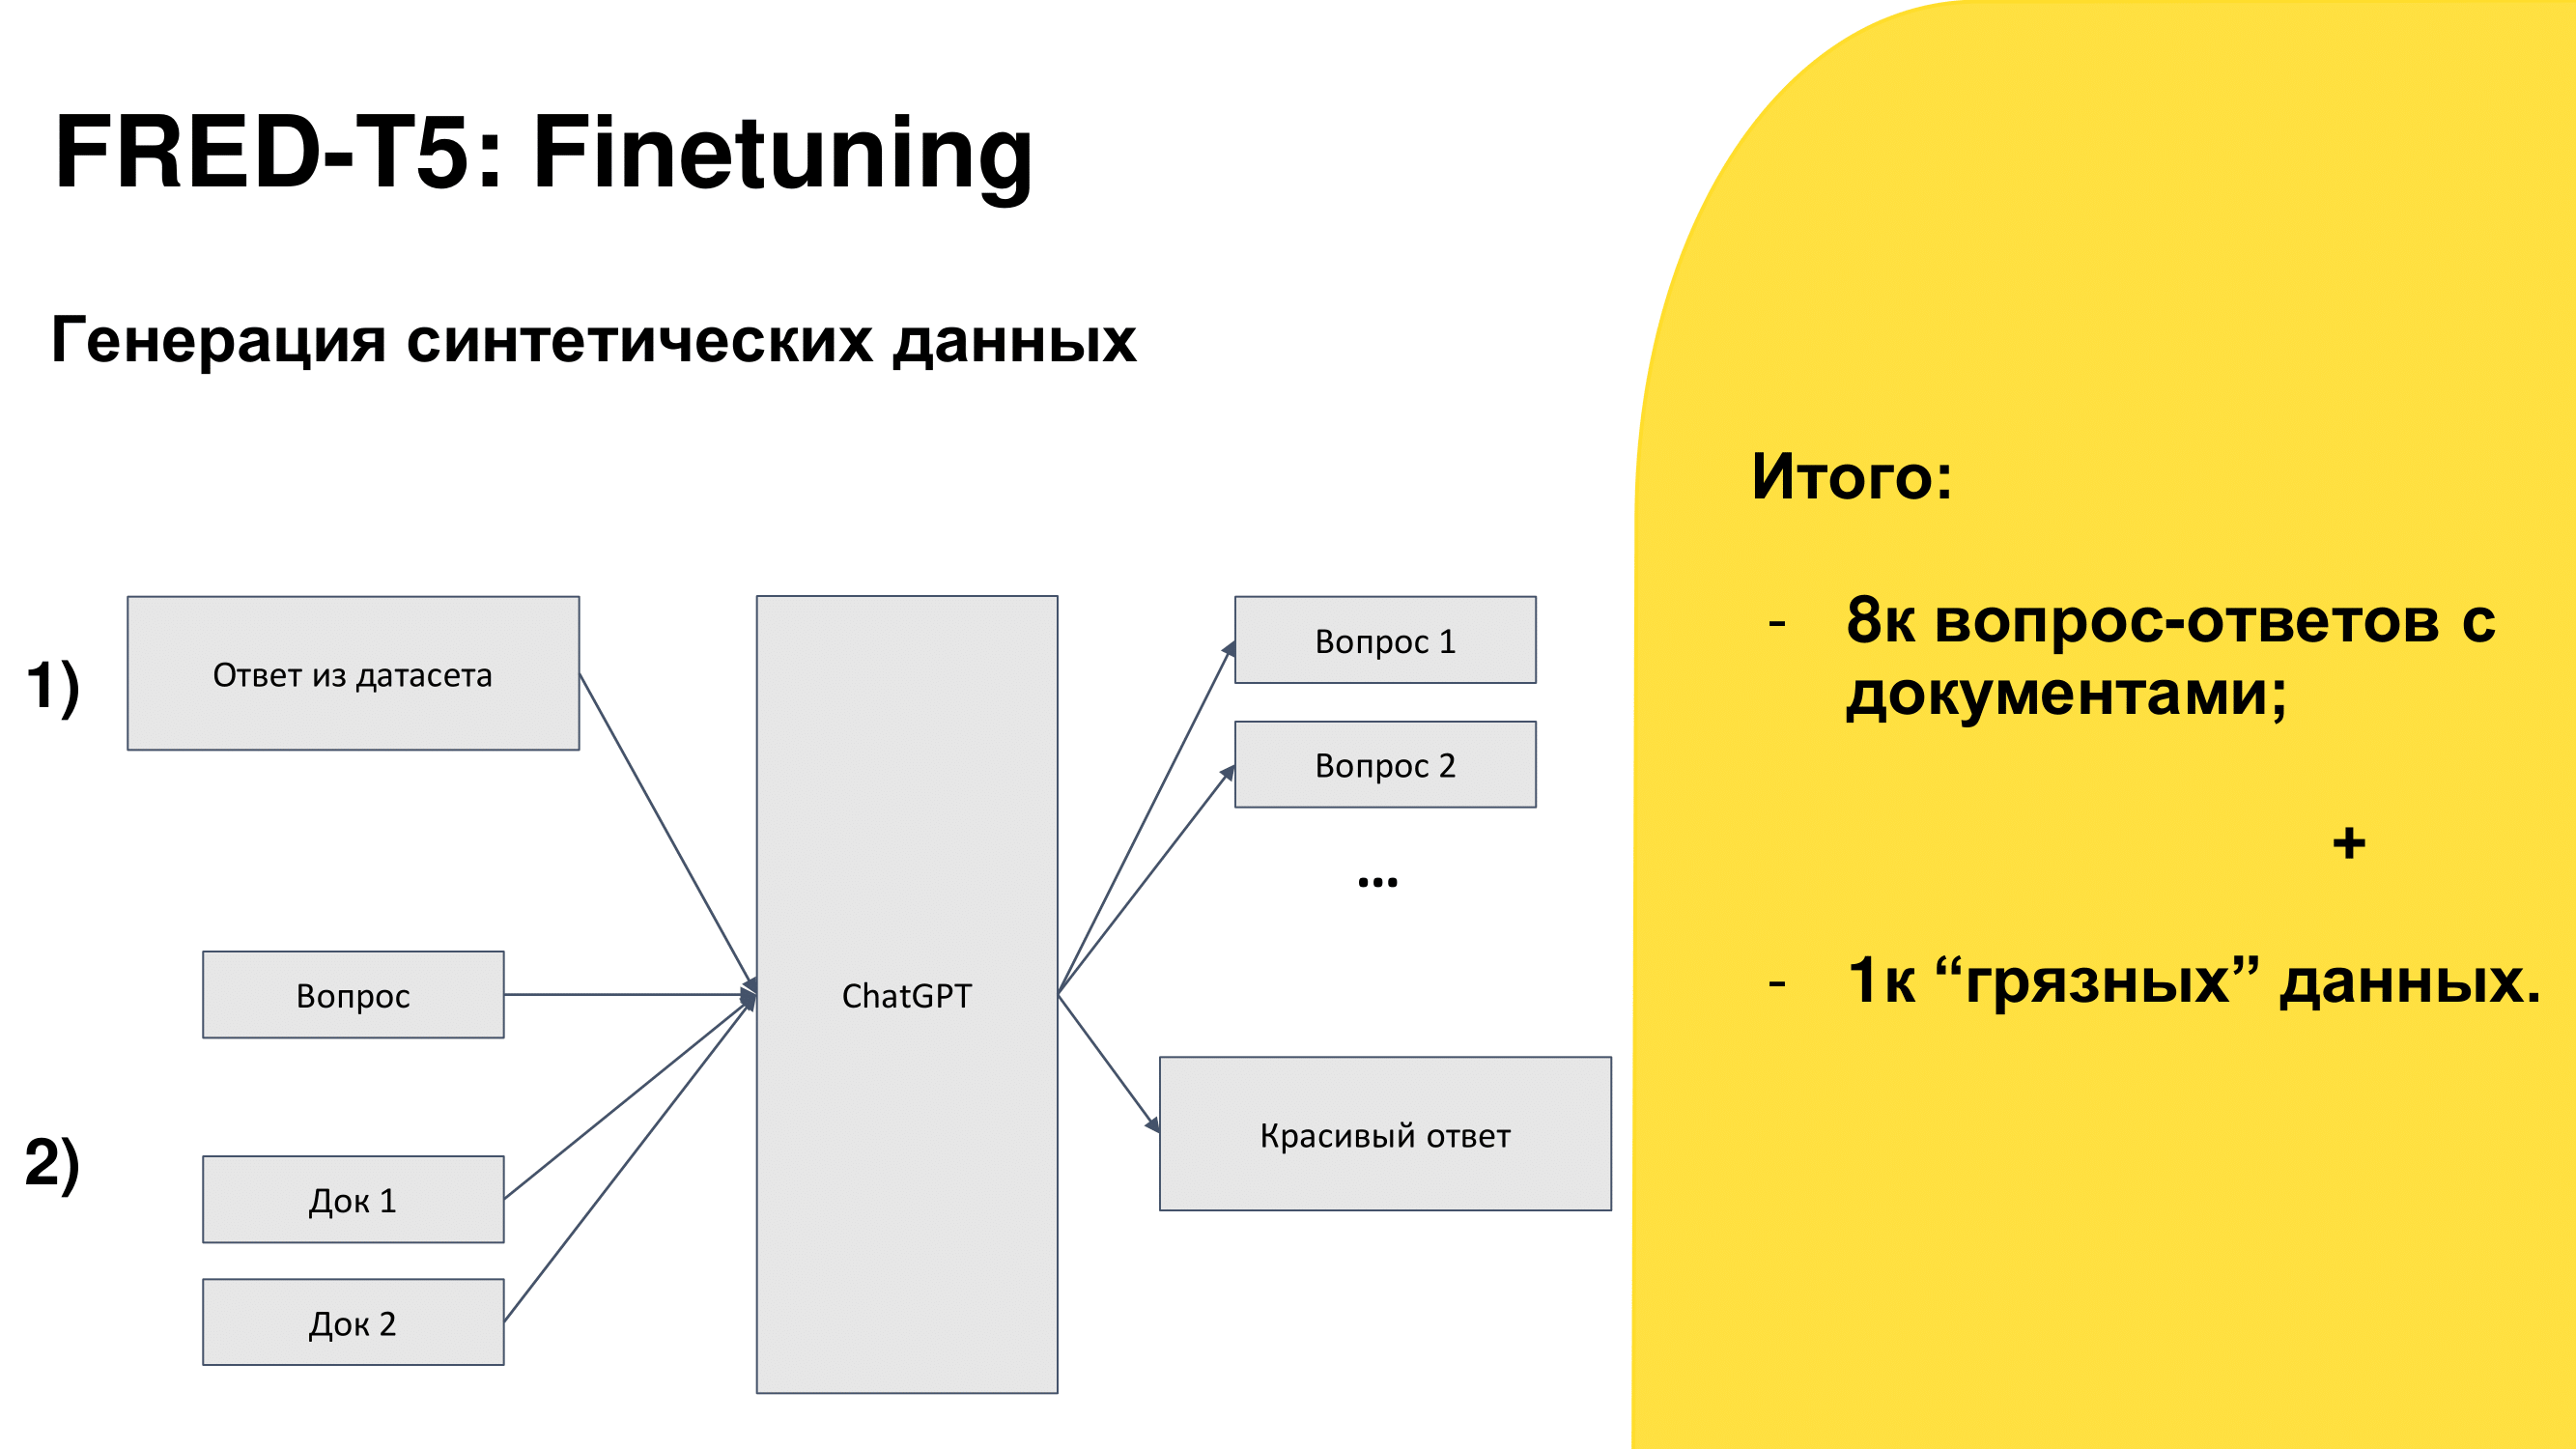 FRED-T5: Finetuning
Генерация синтетических данных
1)
Ответ из датасета
Вопрос
2)
Док 1
Док 2
ChatGPT
Вопрос 1
Вопрос 2
...
Красивый ответ
Итого:
- 8к вопрос-ответов с
документами;
+
- 1к “грязных” данных.